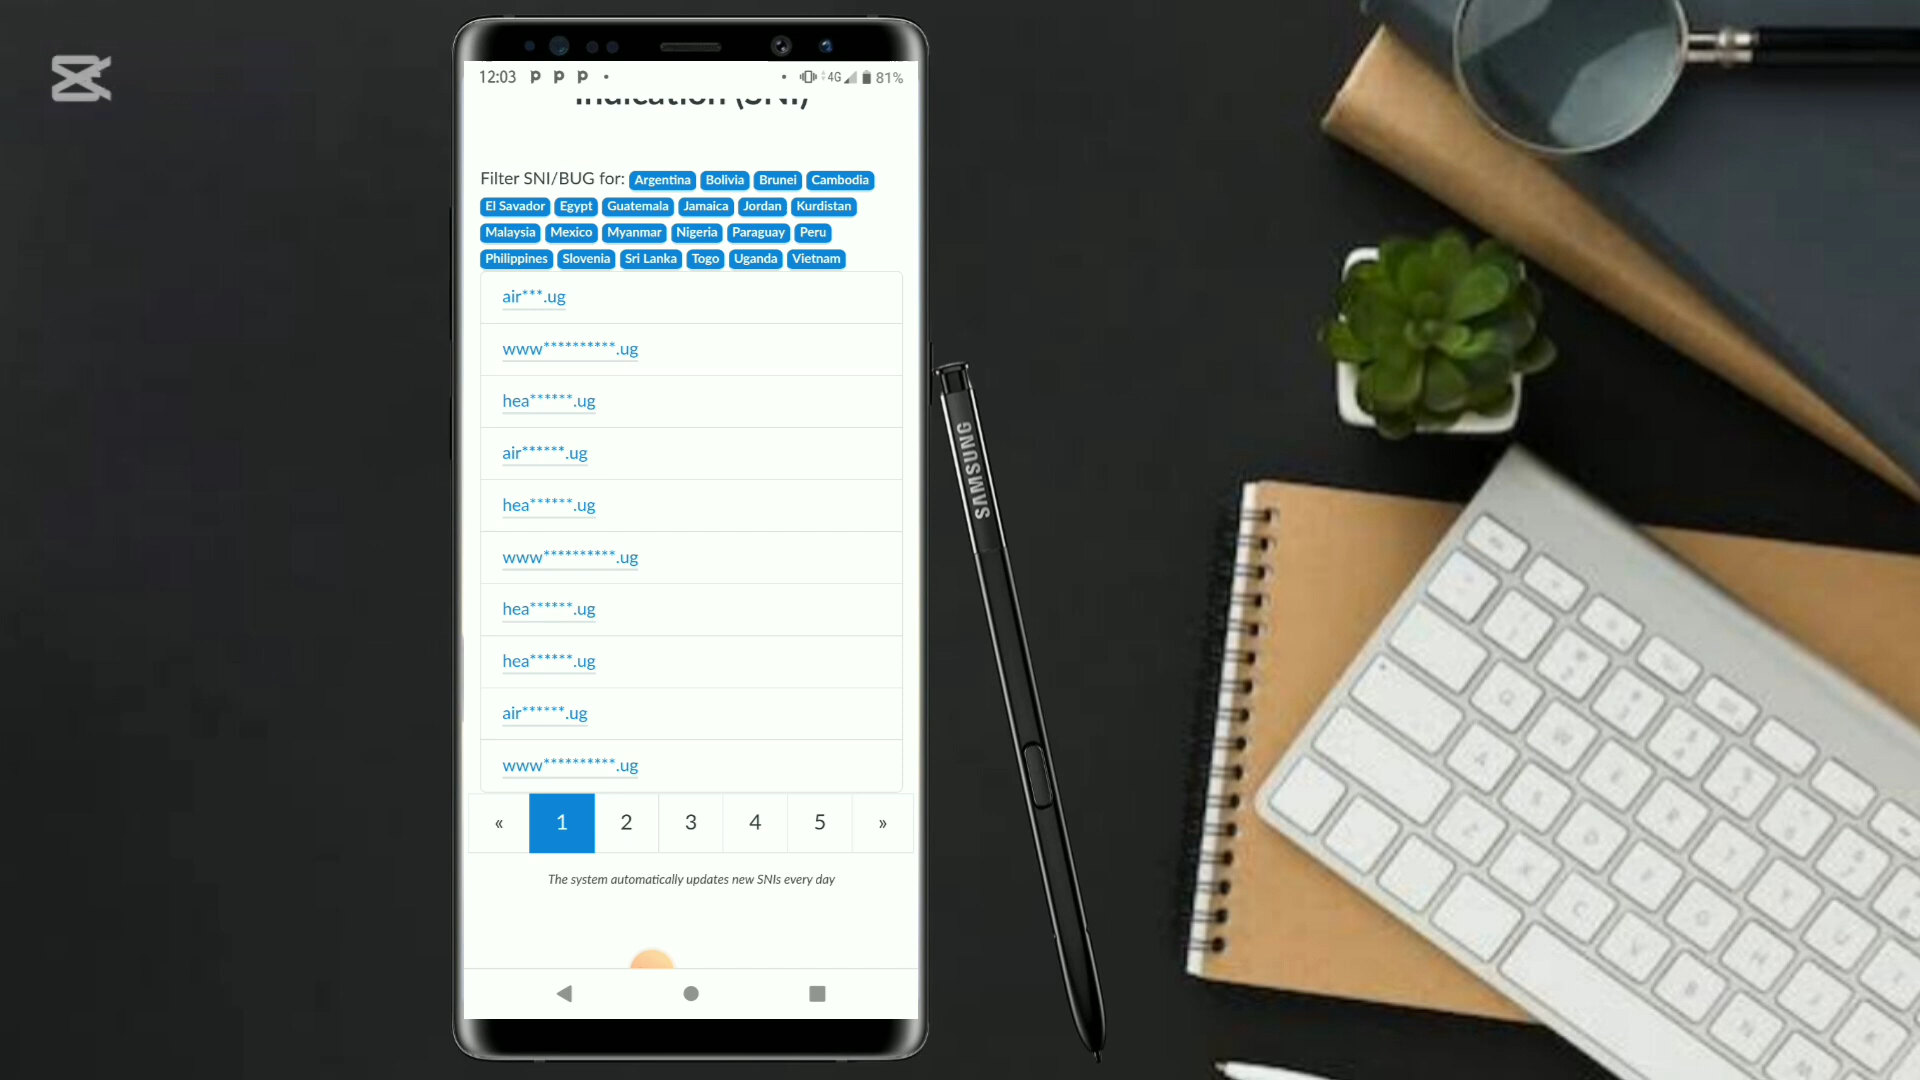 12:03
4G 81%
Indication (SNI)
Filter SNI/BUG for: Argentina Bolivia Brunei Cambodia
El Savador Egypt Guatemala Jamaica Jordan Kurdistan
Malaysia Mexico Myanmar Nigeria Paraguay Peru
Philippines Slovenia Sri Lanka Togo Uganda Vietnam
air***.ug
www**********.ug
hea******.ug
air******.ug
hea******.ug
www**********.ug
hea******.ug
hea******.ug
air******.ug
www**********.ug
« 1 2 3 4 5 »
The system automatically updates new SNIs every day
SAMSUNG